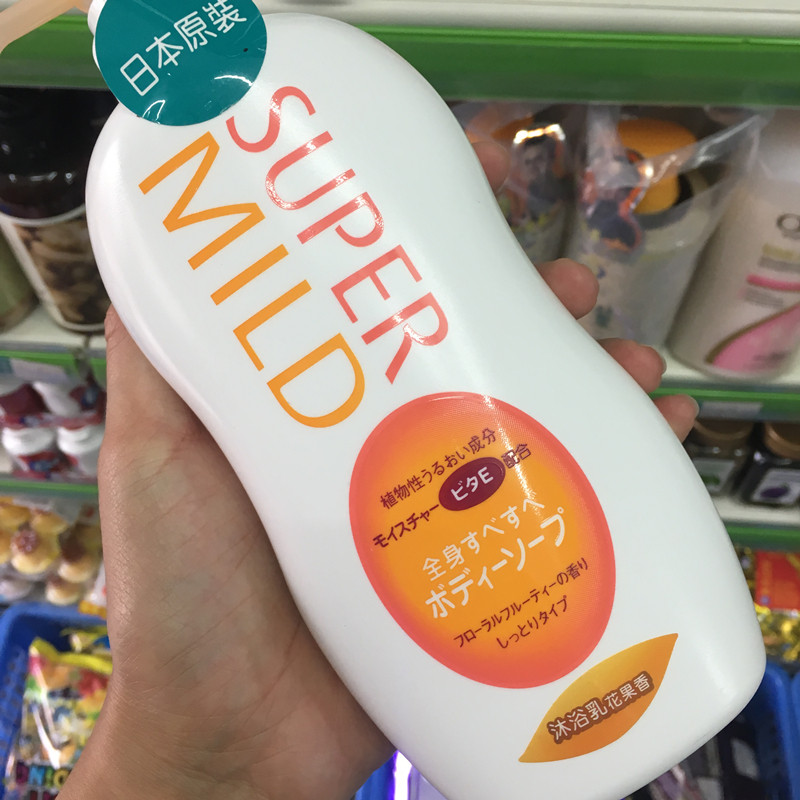 日本原裝
SUPER
MILD
植物性うるおい成分
モイスチャービタE配合
全身すべすべ
ボディーソープ
フローラルフルーティーの香り
しっとりタイプ
沐浴乳花果香